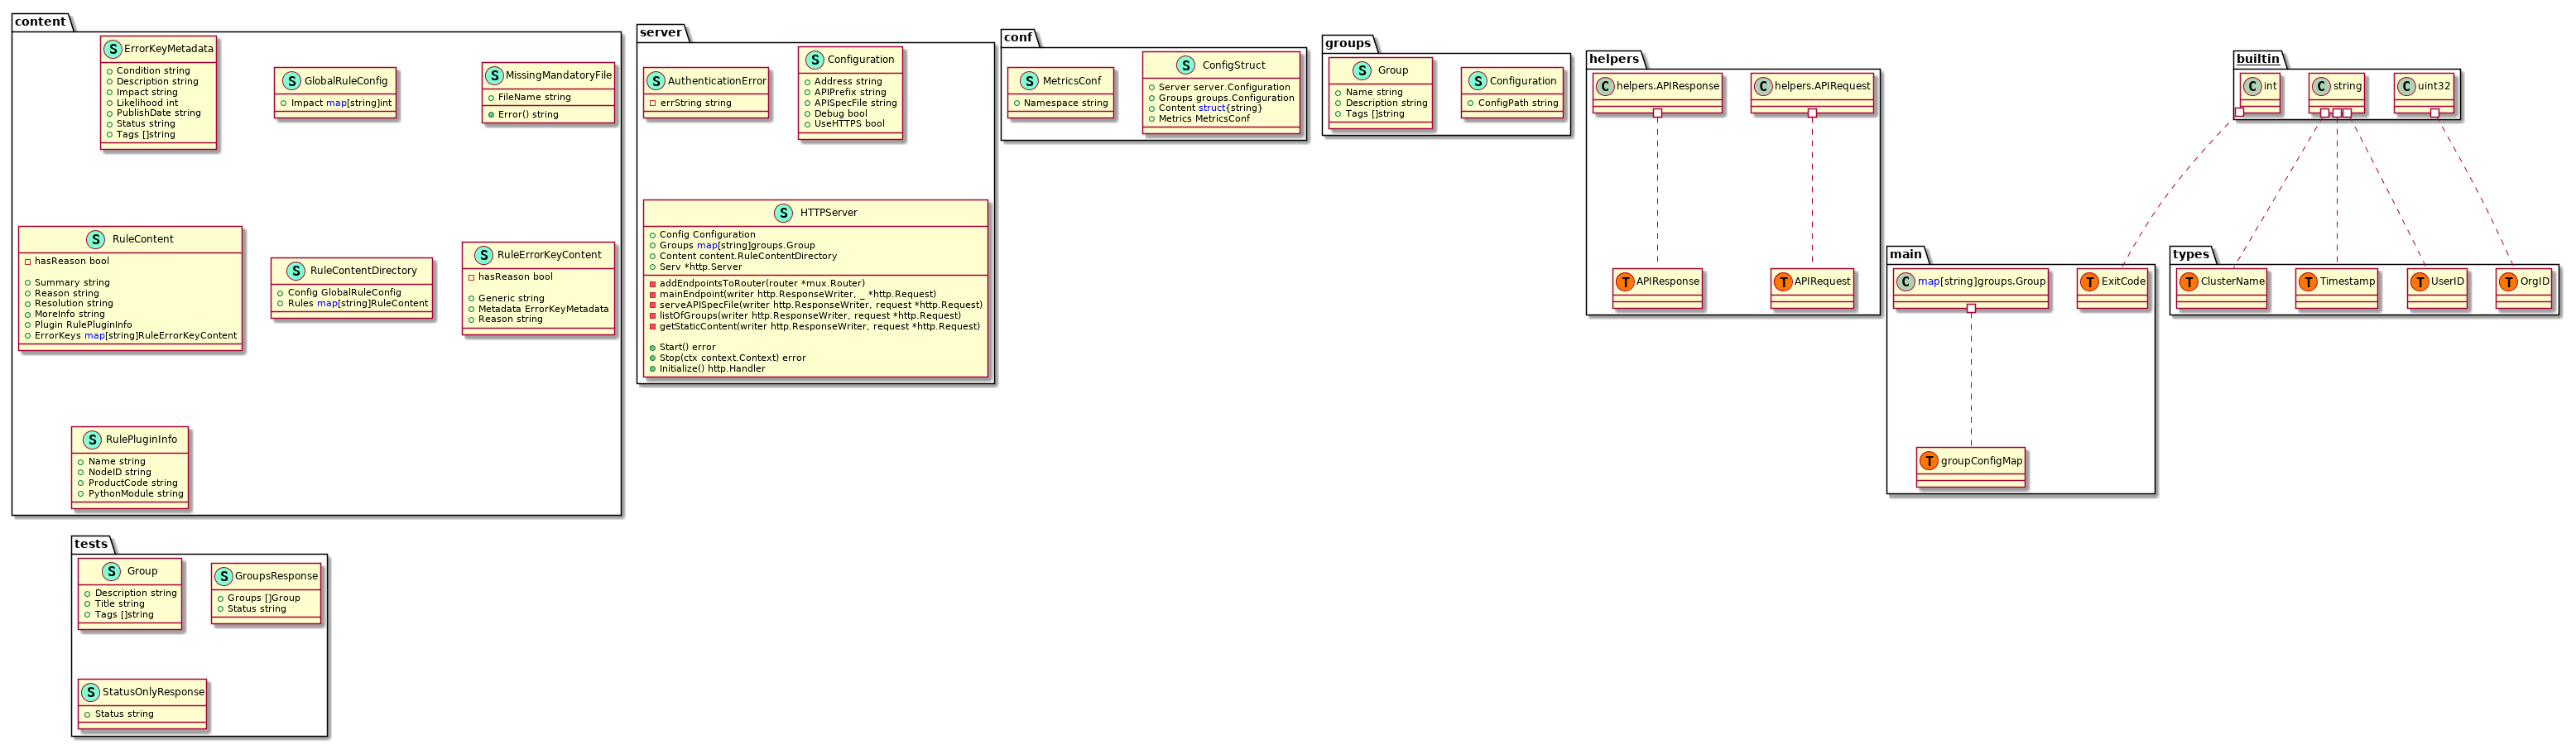 content
S ErrorKeyMetadata
Condition string
Description string
Impact string
Likelihood int
PublishDate string
Status string
Tags []string
S GlobalRuleConfig
Impact map[string]int
S MissingMandatoryFile
FileName string
Error() string
S RuleContent
hasReason bool
Summary string
Reason string
Resolution string
MoreInfo string
Plugin RulePluginInfo
ErrorKeys map[string]RuleErrorKeyContent
S RuleContentDirectory
Config GlobalRuleConfig
Rules map[string]RuleContent
S RuleErrorKeyContent
hasReason bool
Generic string
Metadata ErrorKeyMetadata
Reason string
S RulePluginInfo
Name string
NodeID string
ProductCode string
PythonModule string
server
S AuthenticationError
errString string
S Configuration
Address string
APIPrefix string
APISpecFile string
Debug bool
UseHTTPS bool
S HTTPServer
Config Configuration
Groups map[string]groups.Group
Content content.RuleContentDirectory
Serv *http.Server
addEndpointsToRouter(router *mux.Router)
mainEndpoint(writer http.ResponseWriter, _ *http.Request)
serveAPISpecFile(writer http.ResponseWriter, request *http.Request)
listOfGroups(writer http.ResponseWriter, request *http.Request)
getStaticContent(writer http.ResponseWriter, request *http.Request)
Start() error
Stop(ctx context.Context) error
Initialize() http.Handler
conf
S MetricsConf
Namespace string
S ConfigStruct
Server server.Configuration
Groups groups.Configuration
Content struct{string}
Metrics MetricsConf
groups
S Group
Name string
Description string
Tags []string
S Configuration
ConfigPath string
helpers
C helpers.APIResponse
C helpers.APIRequest
T APIResponse
T APIRequest
main
C map[string]groups.Group
T ExitCode
T groupConfigMap
builtin
C int
C string
C uint32
types
T ClusterName
T Timestamp
T UserID
T OrgID
tests
S Group
Description string
Title string
Tags []string
S GroupsResponse
Groups []Group
Status string
S StatusOnlyResponse
Status string